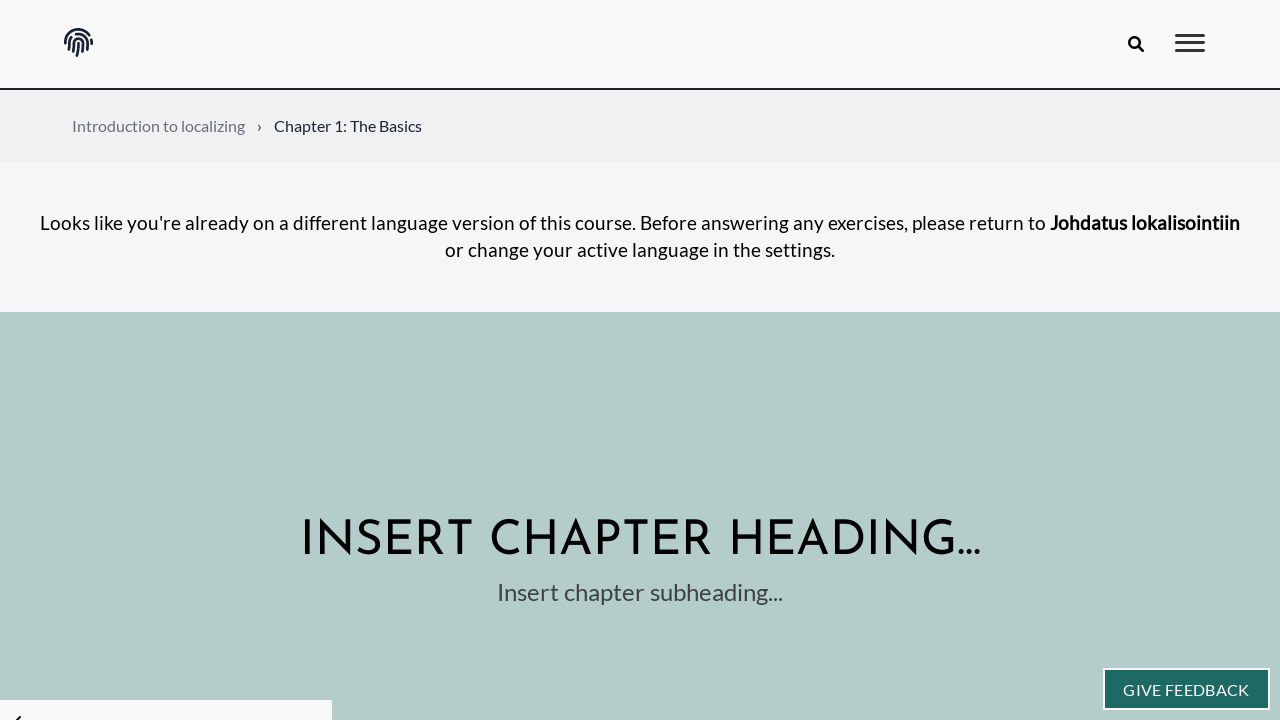 Introduction to localizing › Chapter 1: The Basics
Looks like you're already on a different language version of this course. Before answering any exercises, please return to Johdatus lokalisointiin
or change your active language in the settings.
INSERT CHAPTER HEADING...
Insert chapter subheading...
GIVE FEEDBACK